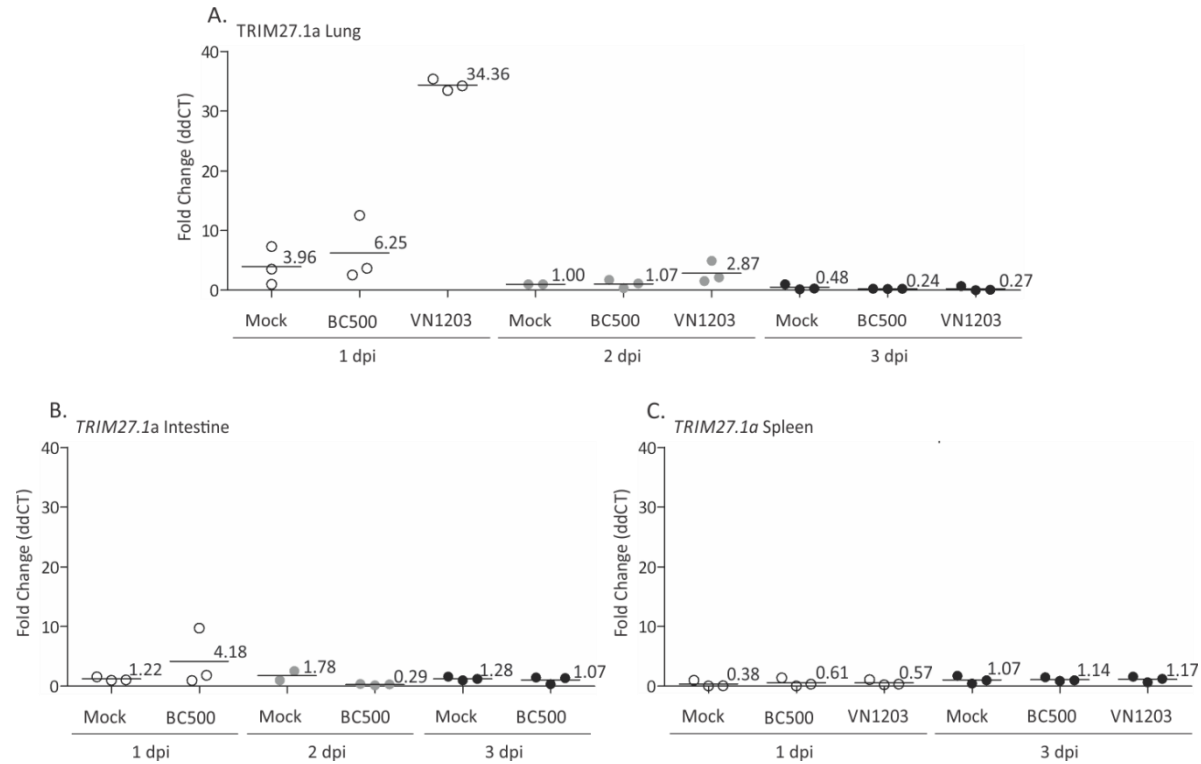 A.
TRIM27.1a Lung
Fold Change (ddCT)
40
30
20
10
0
3.96
6.25
34.36
1.00
1.07
2.87
0.48
0.24
0.27
Mock BC500 VN1203 Mock BC500 VN1203 Mock BC500 VN1203
1 dpi 2 dpi 3 dpi
B.
TRIM27.1a Intestine
Fold Change (ddCT)
40
30
20
10
0
1.22
4.18
1.78
0.29
1.28
1.07
Mock BC500 Mock BC500 Mock BC500
1 dpi 2 dpi 3 dpi
C.
TRIM27.1a Spleen
Fold Change (ddCT)
40
30
20
10
0
0.38
0.61
0.57
1.07
1.14
1.17
Mock BC500 VN1203 Mock BC500 VN1203
1 dpi 3 dpi